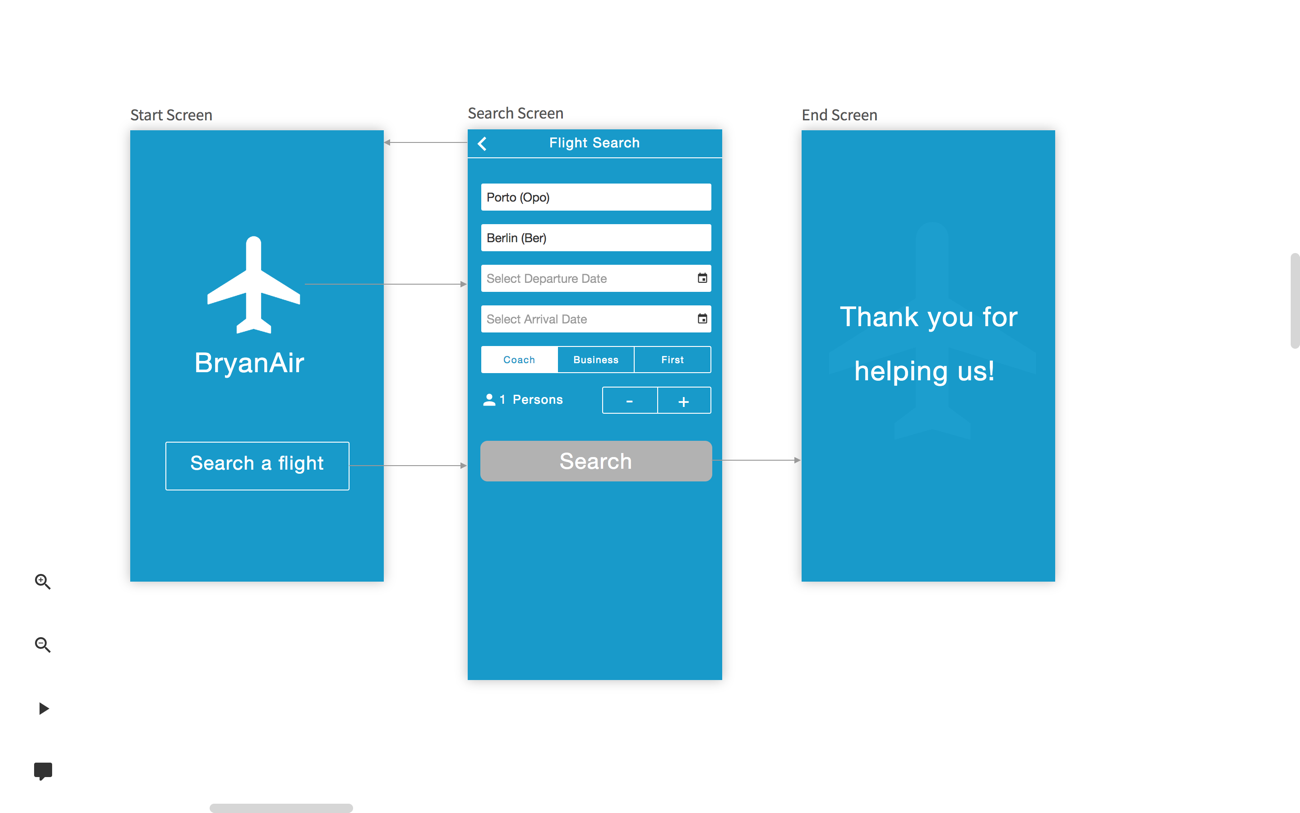 Start Screen
BryanAir
Search a flight
Search Screen
Flight Search
Porto (Opo)
Berlin (Ber)
Select Departure Date
Select Arrival Date
Coach Business First
1 Persons - +
Search
End Screen
Thank you for
helping us!